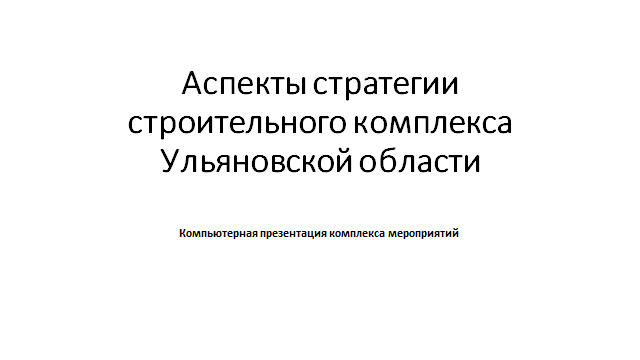 Аспекты стратегии
строительного комплекса
Ульяновской области
Компьютерная презентация комплекса мероприятий